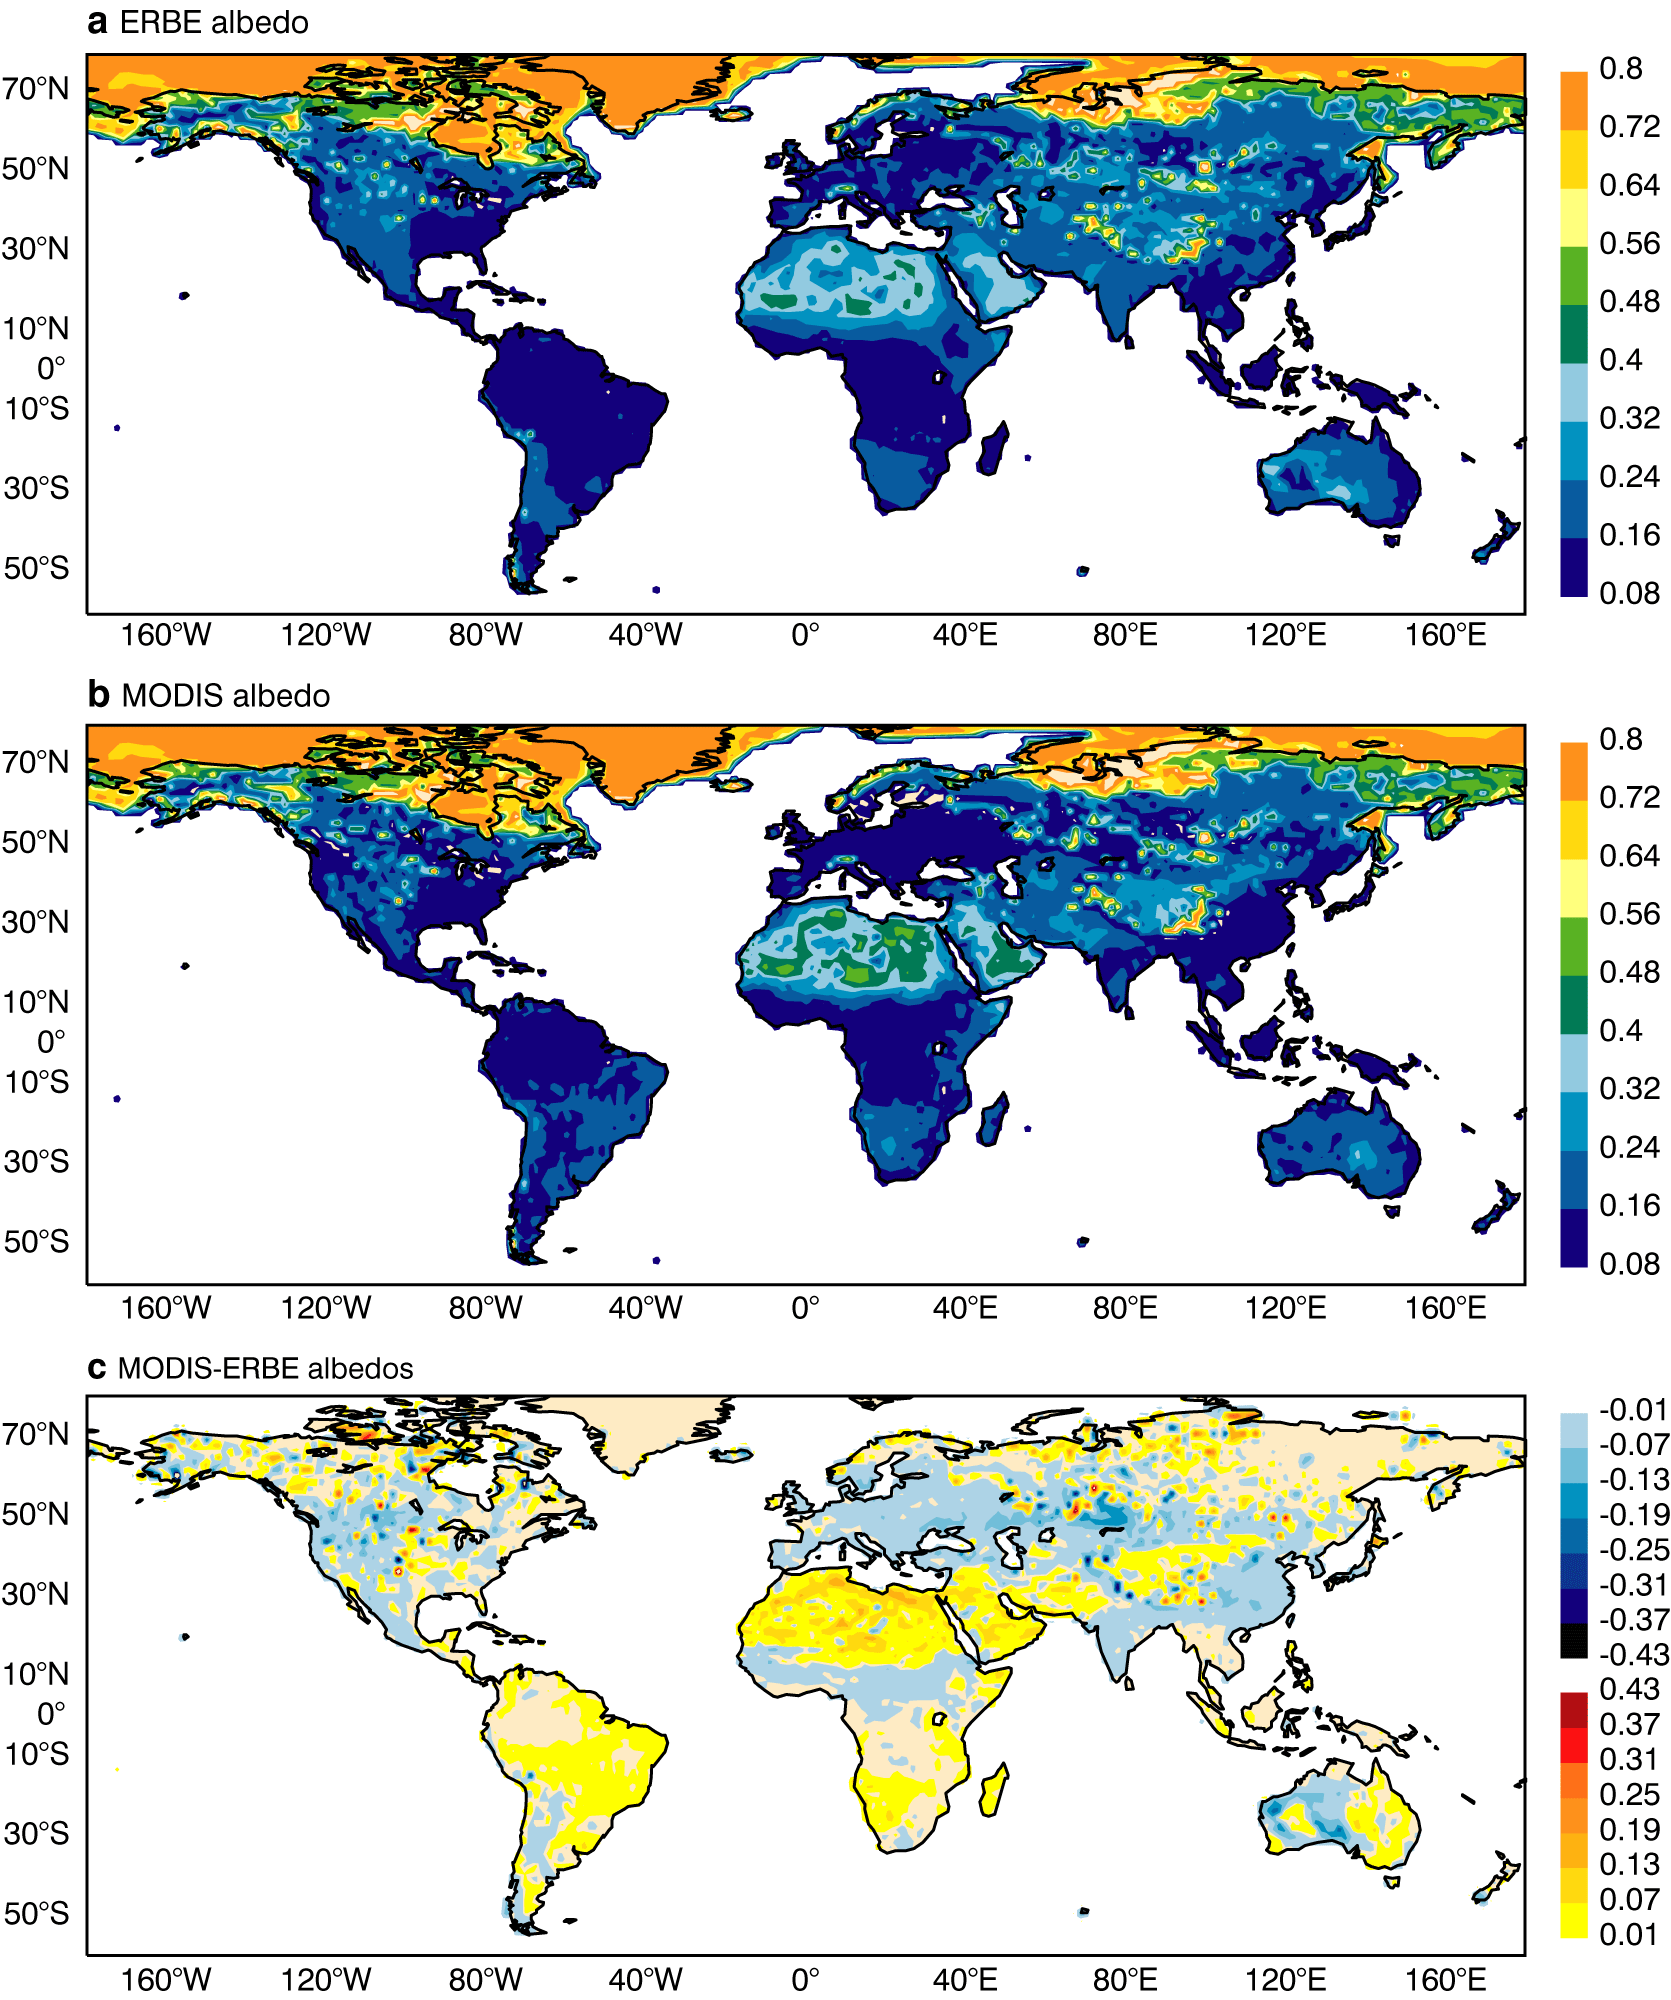 a ERBE albedo
70°N
50°N
30°N
10°N
0°
10°S
30°S
50°S
160°W 120°W 80°W 40°W 0° 40°E 80°E 120°E 160°E
0.8
0.72
0.64
0.56
0.48
0.4
0.32
0.24
0.16
0.08
b MODIS albedo
70°N
50°N
30°N
10°N
0°
10°S
30°S
50°S
160°W 120°W 80°W 40°W 0° 40°E 80°E 120°E 160°E
0.8
0.72
0.64
0.56
0.48
0.4
0.32
0.24
0.16
0.08
c MODIS-ERBE albedos
70°N
50°N
30°N
10°N
0°
10°S
30°S
50°S
160°W 120°W 80°W 40°W 0° 40°E 80°E 120°E 160°E
-0.01
-0.07
-0.13
-0.19
-0.25
-0.31
-0.37
-0.43
0.43
0.37
0.31
0.25
0.19
0.13
0.07
0.01